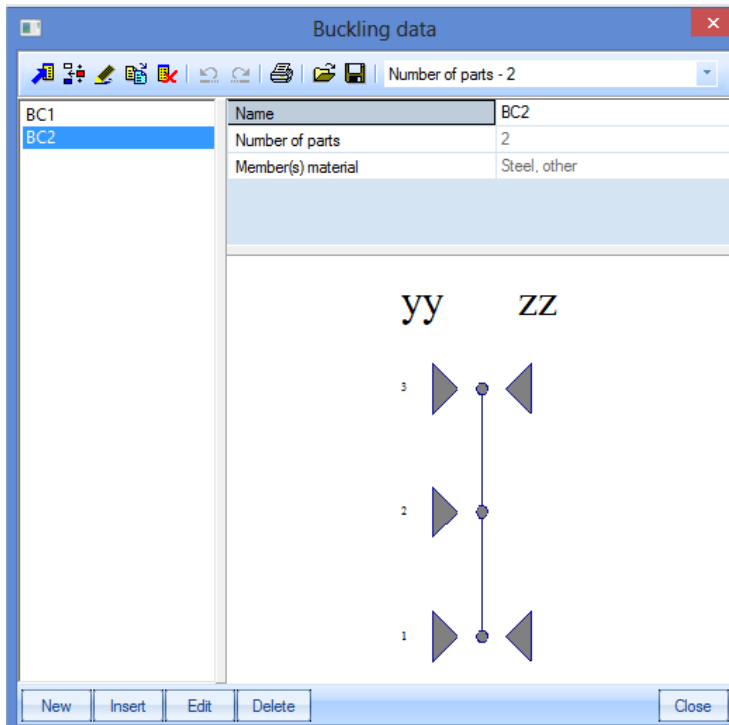 Buckling data
Number of parts - 2
BC1
BC2
Name BC2
Number of parts 2
Member(s) material Steel, other
yy zz
3
2
1
New Insert Edit Delete Close